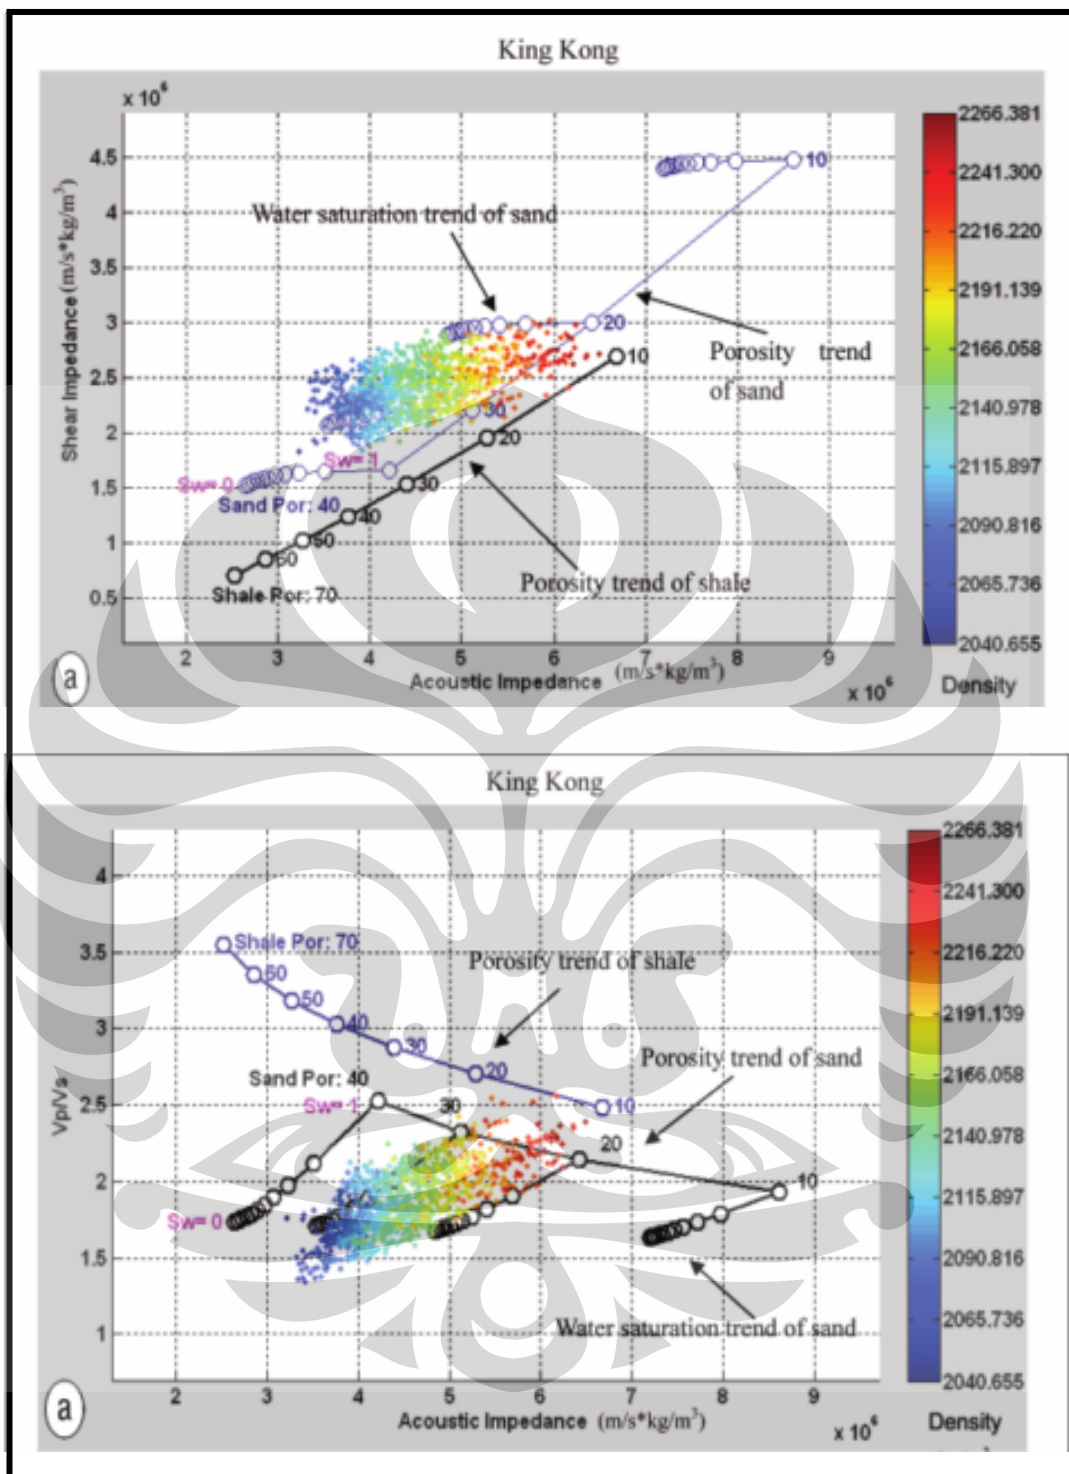 King Kong
x 10⁶
2266.381
4.5
10
2241.300
Water saturation trend of sand
4
2216.220
3.5
2191.139
3
20
Porosity trend
of sand
10
2166.058
2.5
Shear Impedance (m/s*kg/m³)
2140.978
2
30
20
Sw= 1
2115.897
1.5
Sw= 0
30
Sand Por: 40
40
2090.816
1
50
60
Porosity trend of shale
2065.736
0.5
Shale Por: 70
2040.655
2 3 4 5 6 7 8 9
a
Acoustic Impedance (m/s*kg/m³)
x 10⁶
Density
King Kong
2266.381
4
2241.300
Shale Por: 70
3.5
Porosity trend of shale
2216.220
60
50
2191.139
3
40
30
Porosity trend of sand
20
Sand Por: 40
2166.058
2.5
Sw= 1
30
10
Vp/Vs
20
2140.978
2
10
2115.897
Sw= 0
1.5
2090.816
Water saturation trend of sand
2065.736
1
2040.655
2 3 4 5 6 7 8 9
a
Acoustic Impedance (m/s*kg/m³)
x 10⁶
Density